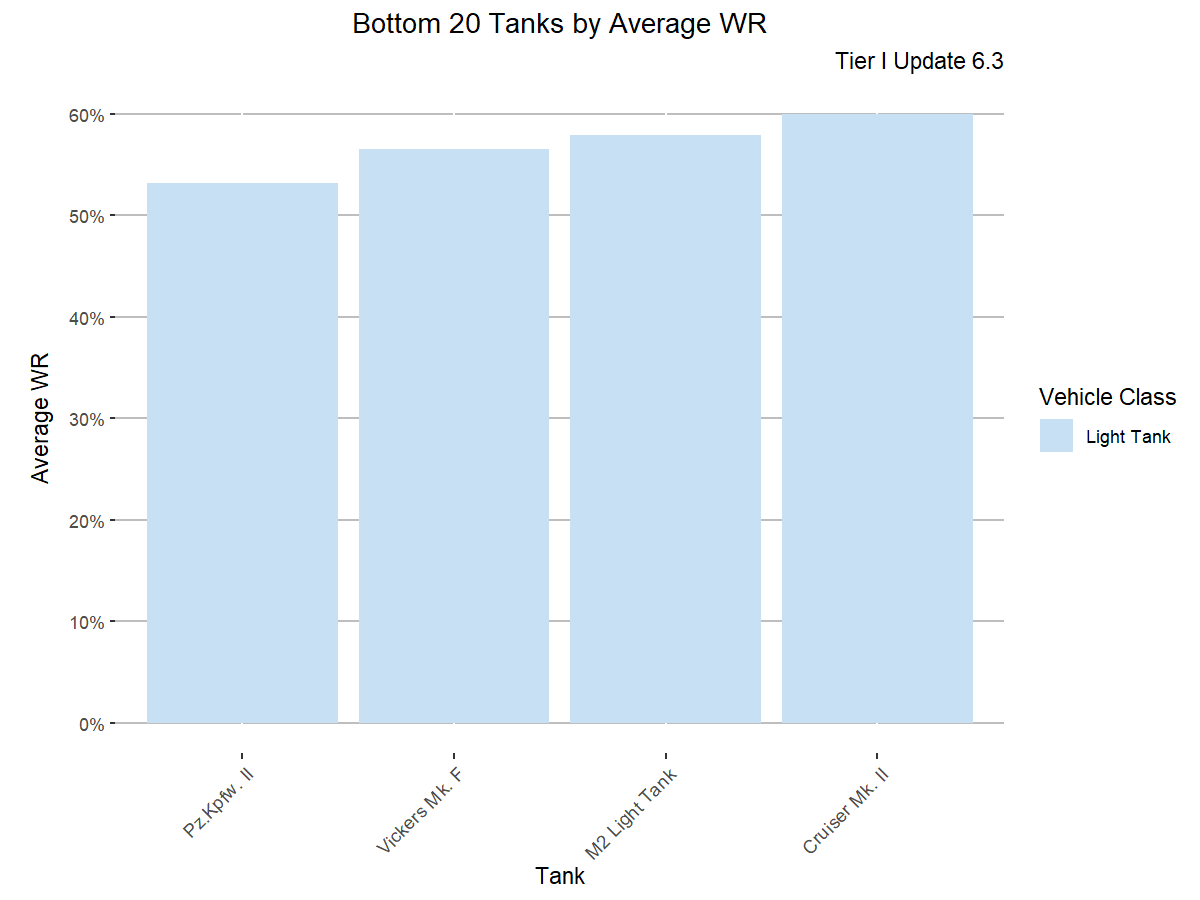 Bottom 20 Tanks by Average WR
Tier I Update 6.3
60%
50%
40%
30%
20%
10%
0%
Average WR
Pz.Kpfw. II
Vickers Mk. F
M2 Light Tank
Cruiser Mk. II
Tank
Vehicle Class
Light Tank